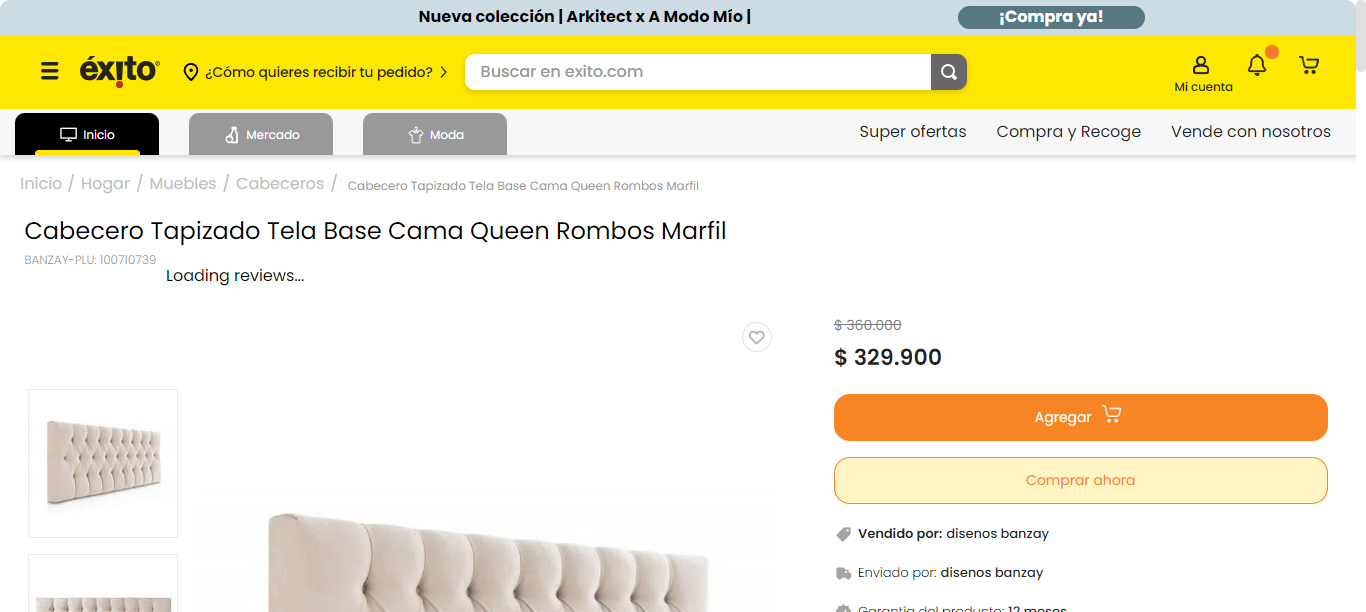 Nueva colección | Arkitect x A Modo Mío |
¡Compra ya!
éxito
¿Cómo quieres recibir tu pedido?
Buscar en exito.com
Mi cuenta
Inicio
Mercado
Moda
Super ofertas
Compra y Recoge
Vende con nosotros
Inicio / Hogar / Muebles / Cabeceros / Cabecero Tapizado Tela Base Cama Queen Rombos Marfil
Cabecero Tapizado Tela Base Cama Queen Rombos Marfil
BANZAY-PLU: 100710739
Loading reviews...
$ 360.000
$ 329.900
Agregar
Comprar ahora
Vendido por: disenos banzay
Enviado por: disenos banzay
Garantía del producto: 12 meses